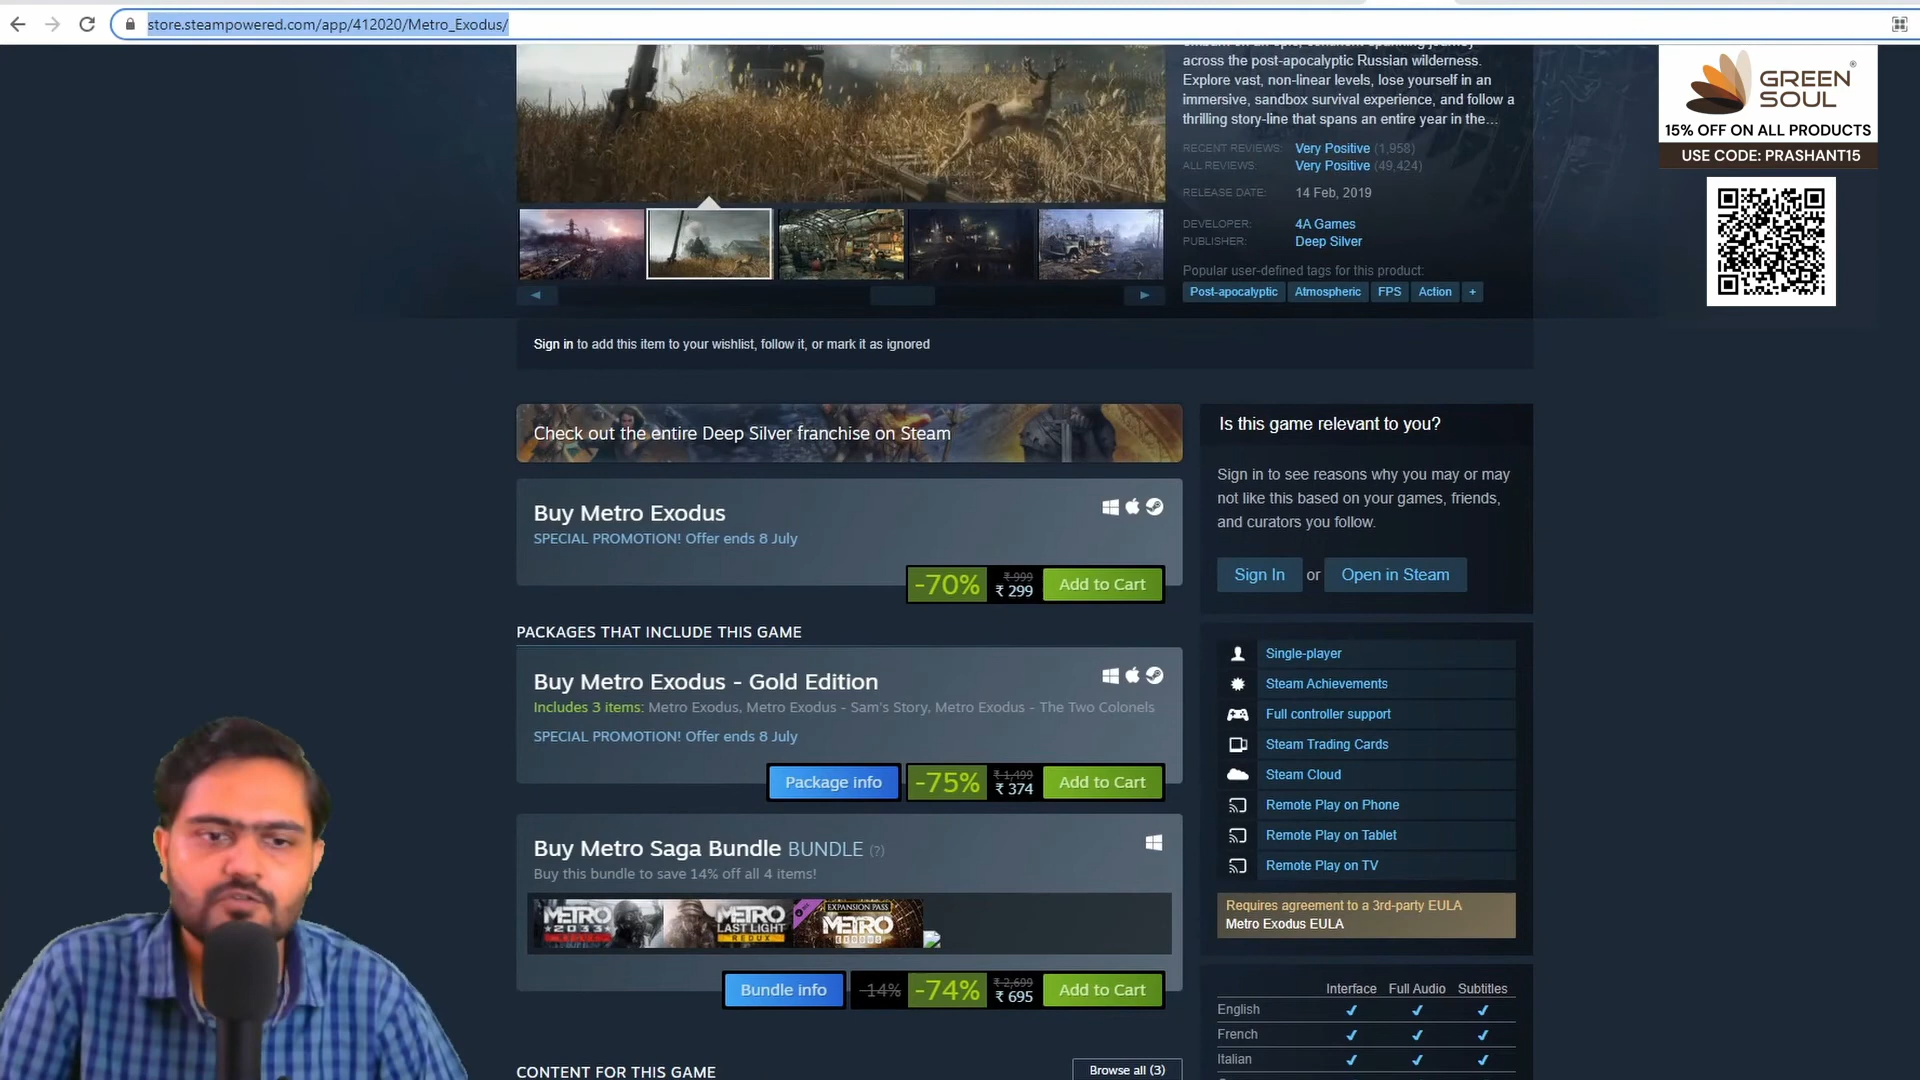 store.steampowered.com/app/412020/Metro_Exodus/
across the post-apocalyptic Russian wilderness.
Explore vast, non-linear levels, lose yourself in an
immersive, sandbox survival experience, and follow a
thrilling story-line that spans an entire year in the...
RECENT REVIEWS: Very Positive (1,958)
ALL REVIEWS: Very Positive (49,424)
RELEASE DATE: 14 Feb, 2019
DEVELOPER: 4A Games
PUBLISHER: Deep Silver
Popular user-defined tags for this product:
Post-apocalyptic Atmospheric FPS Action +
GREEN SOUL ®
15% OFF ON ALL PRODUCTS
USE CODE: PRASHANT15
Sign in to add this item to your wishlist, follow it, or mark it as ignored
Check out the entire Deep Silver franchise on Steam
Buy Metro Exodus
SPECIAL PROMOTION! Offer ends 8 July
-70% ₹ 999 ₹ 299 Add to Cart
PACKAGES THAT INCLUDE THIS GAME
Buy Metro Exodus - Gold Edition
Includes 3 items: Metro Exodus, Metro Exodus - Sam's Story, Metro Exodus - The Two Colonels
SPECIAL PROMOTION! Offer ends 8 July
Package info -75% ₹ 1,499 ₹ 374 Add to Cart
Buy Metro Saga Bundle BUNDLE (?)
Buy this bundle to save 14% off all 4 items!
METRO 2033 REDUX
METRO LAST LIGHT REDUX
EXPANSION PASS METRO EXODUS
Bundle info -14% -74% ₹ 2,699 ₹ 695 Add to Cart
CONTENT FOR THIS GAME Browse all (3)
Is this game relevant to you?
Sign in to see reasons why you may or may
not like this based on your games, friends,
and curators you follow.
Sign In or Open in Steam
Single-player
Steam Achievements
Full controller support
Steam Trading Cards
Steam Cloud
Remote Play on Phone
Remote Play on Tablet
Remote Play on TV
Requires agreement to a 3rd-party EULA
Metro Exodus EULA
Interface Full Audio Subtitles
English ✔ ✔ ✔
French ✔ ✔ ✔
Italian ✔ ✔ ✔